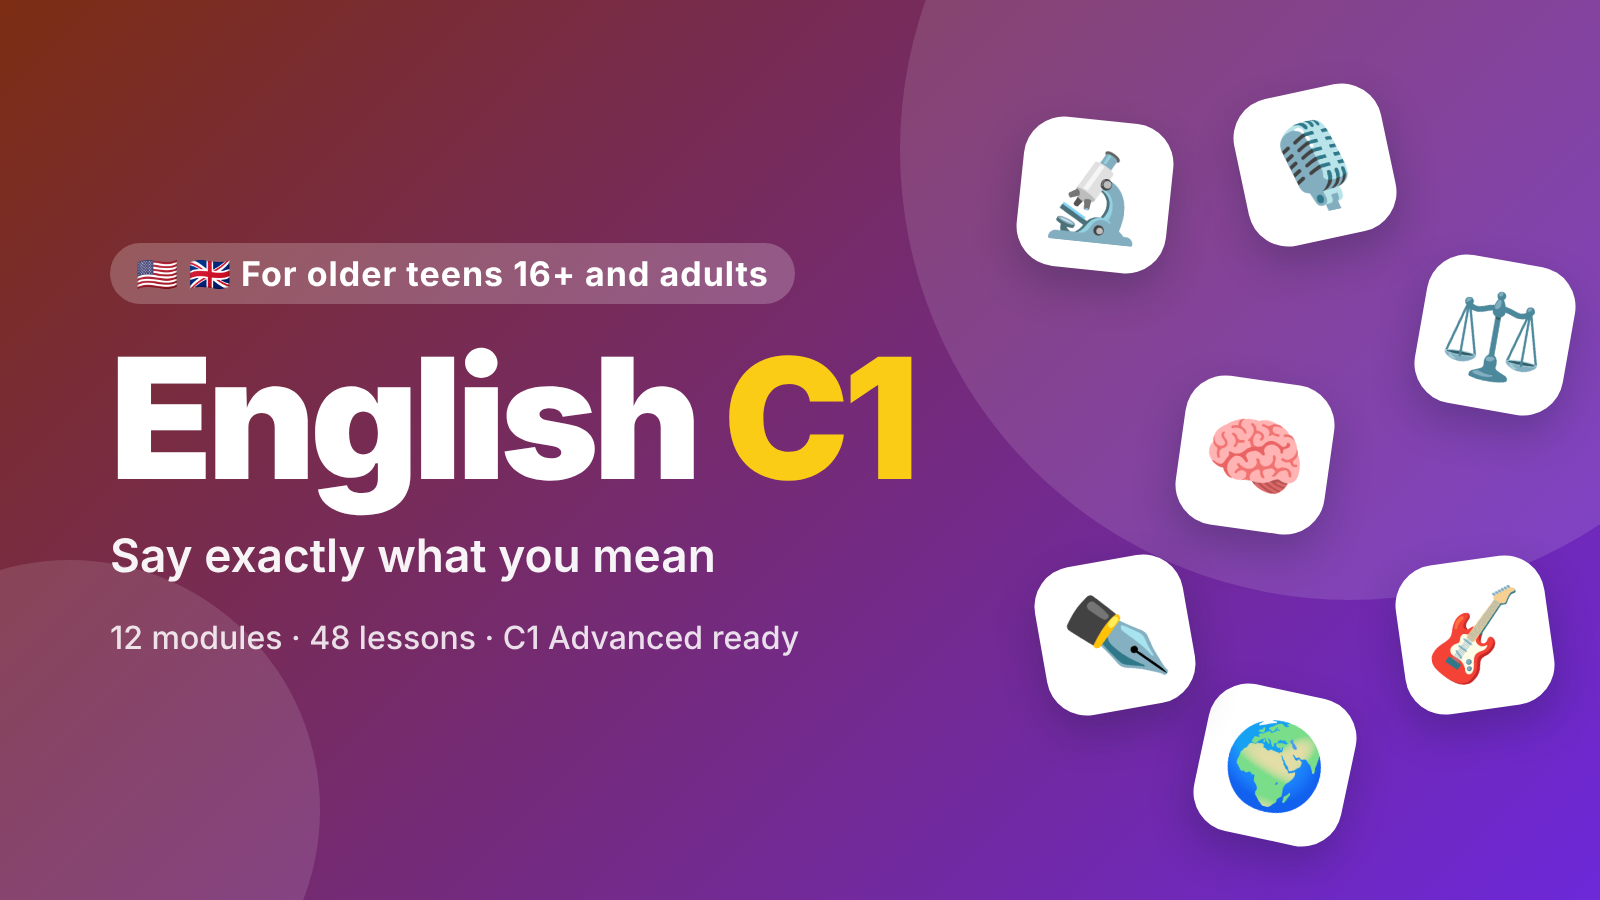 🇺🇸 🇬🇧 For older teens 16+ and adults
English C1
Say exactly what you mean
12 modules · 48 lessons · C1 Advanced ready